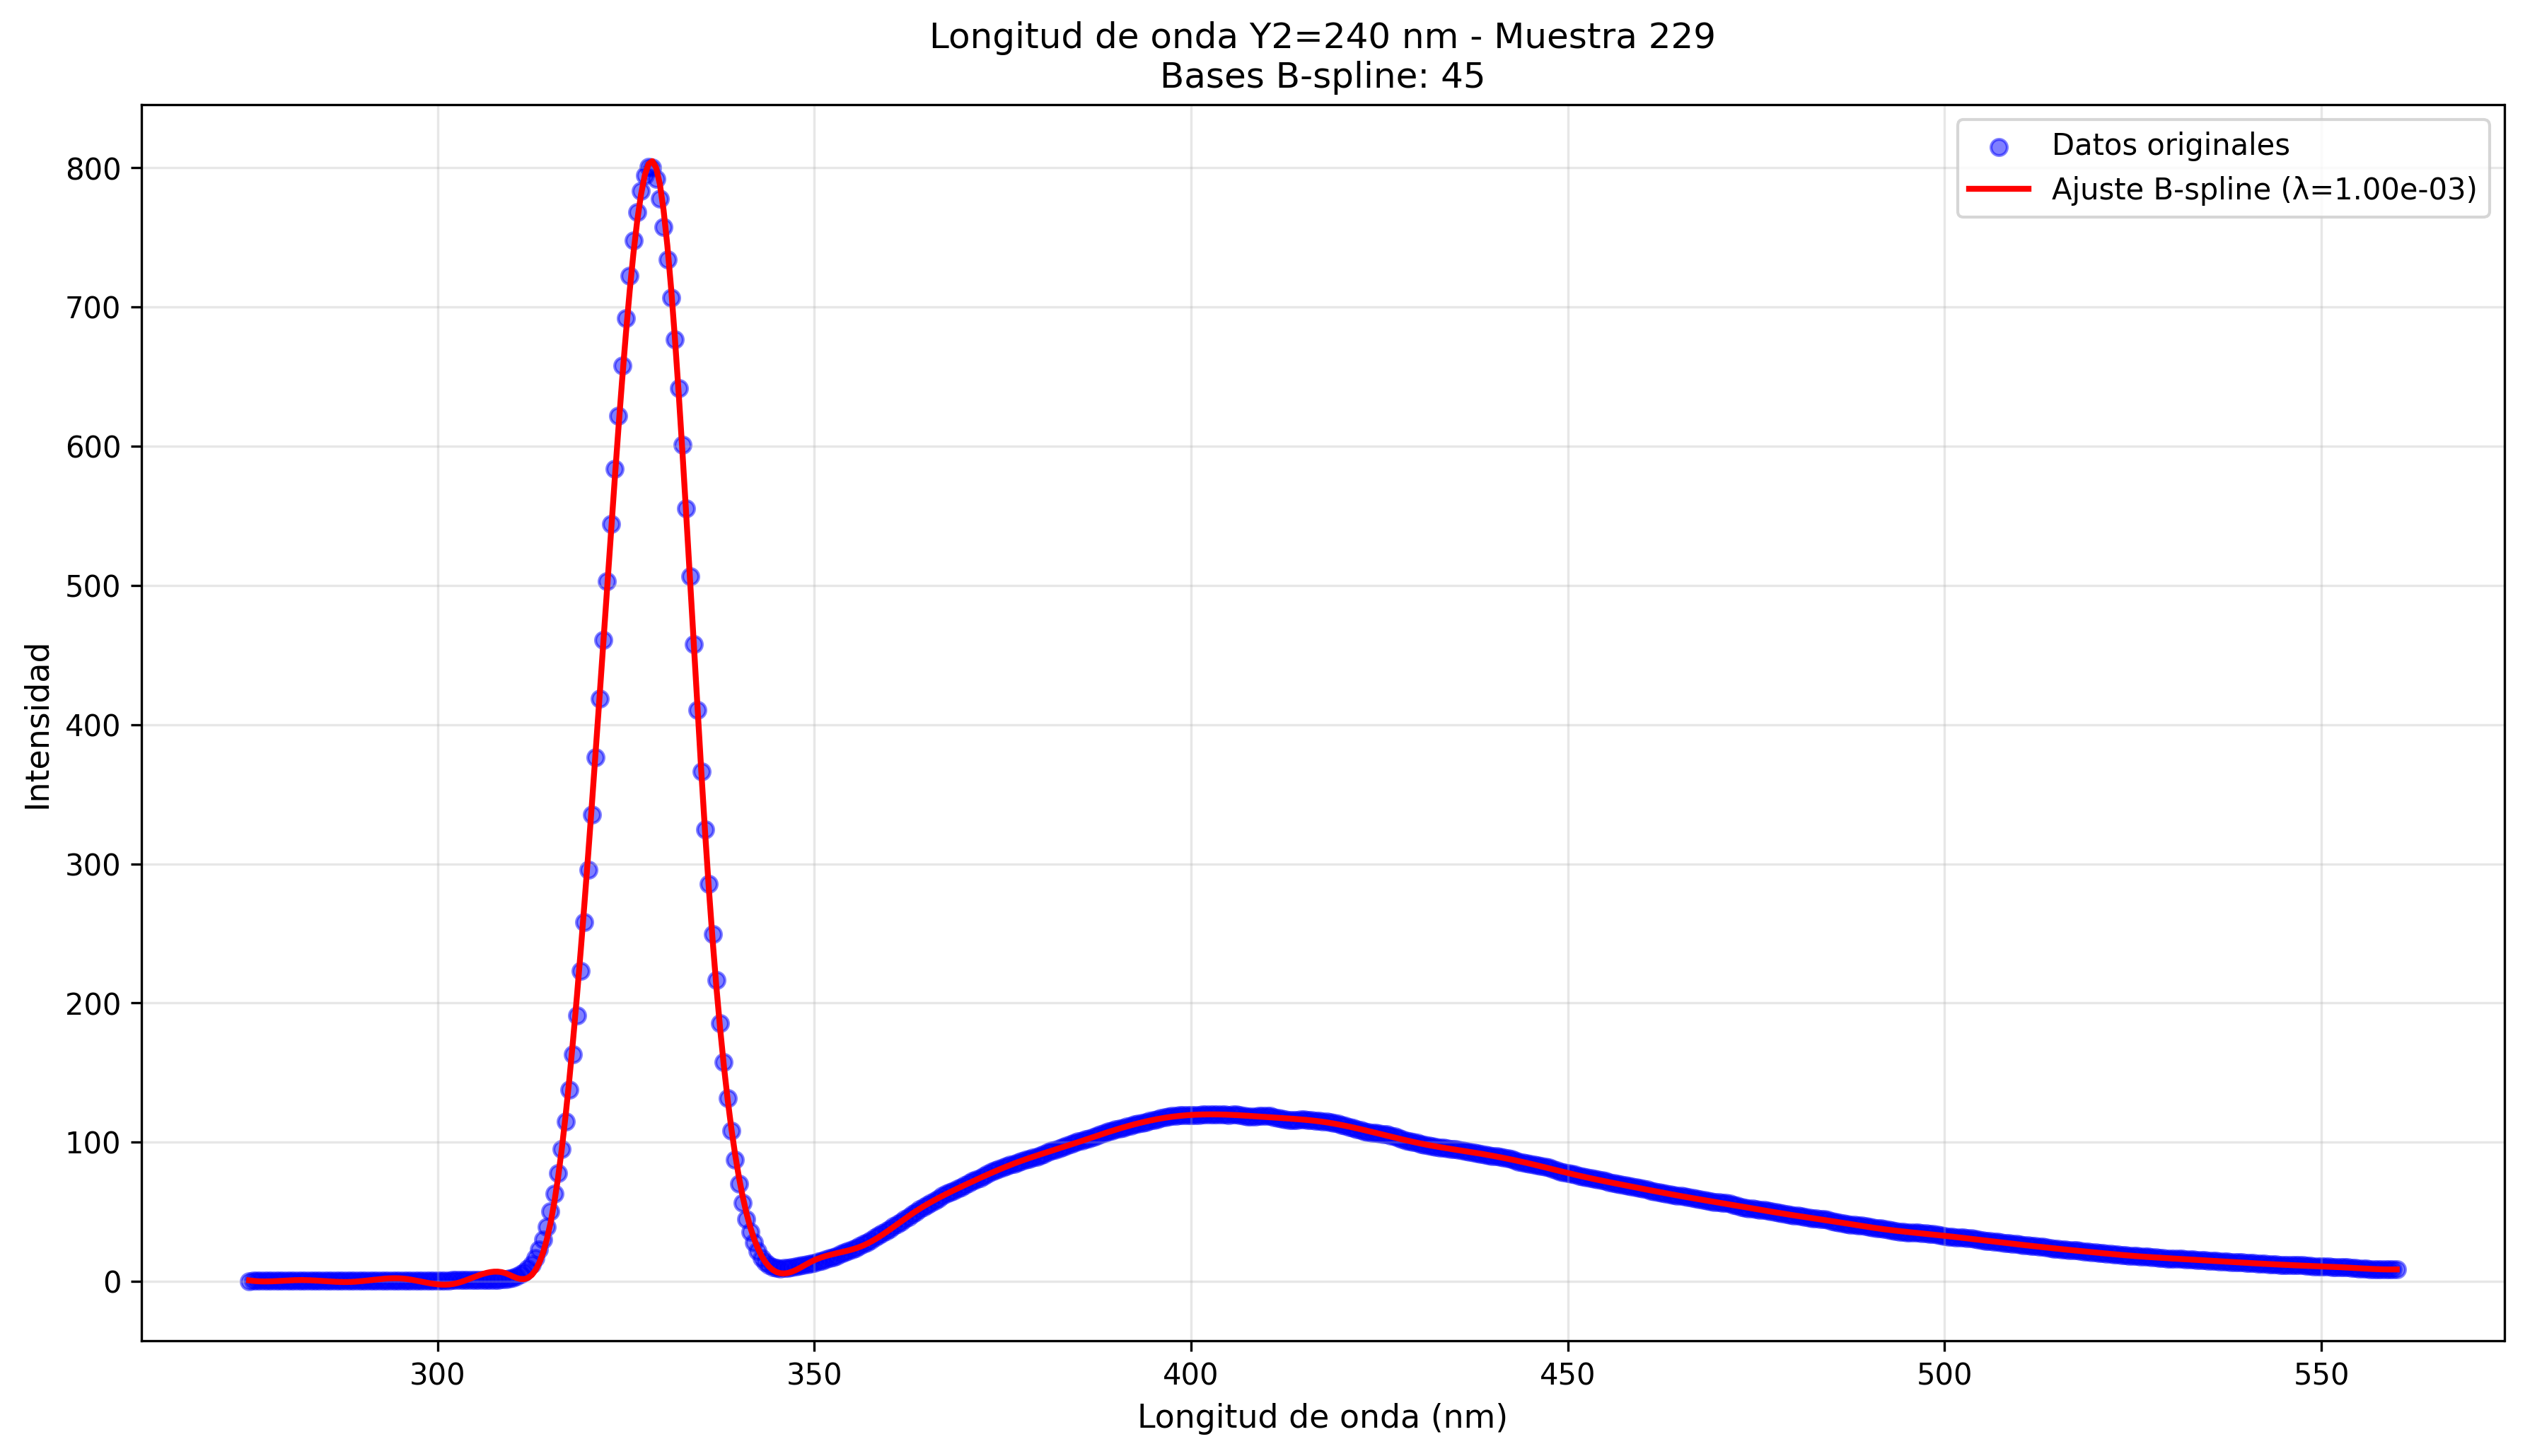 Longitud de onda Y2=240 nm - Muestra 229
Bases B-spline: 45
Datos originales
Ajuste B-spline (λ=1.00e-03)
Intensidad
800
700
600
500
400
300
200
100
0
300
350
400
450
500
550
Longitud de onda (nm)